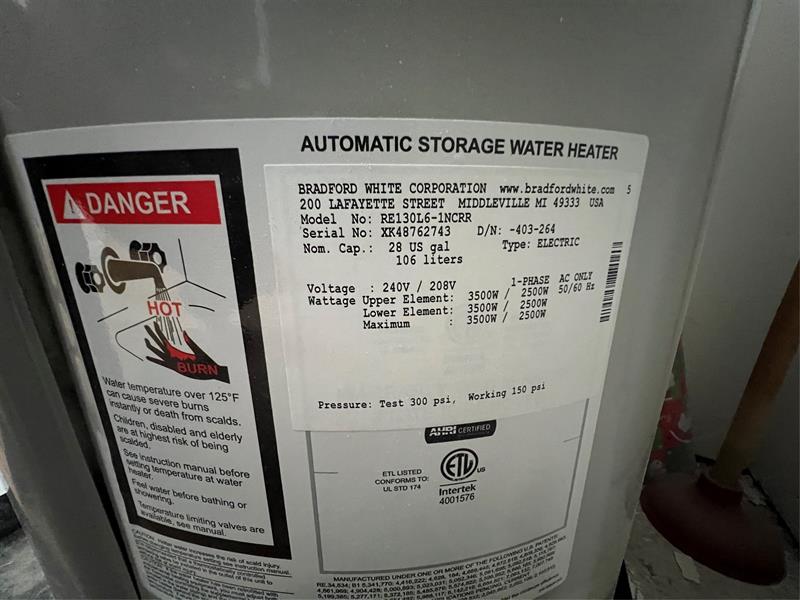 AUTOMATIC STORAGE WATER HEATER
BRADFORD WHITE CORPORATION www.bradfordwhite.com 5
200 LAFAYETTE STREET MIDDLEVILLE MI 49333 USA
Model No: RE130L6-1NCRR
Serial No: XK48762743 D/N: -403-264
Nom. Cap.: 28 US gal Type: ELECTRIC
106 liters
Voltage : 240V / 208V 1-PHASE AC ONLY 50/60 Hz
Wattage Upper Element: 3500W / 2500W
Lower Element: 3500W / 2500W
Maximum : 3500W / 2500W
Pressure: Test 300 psi, Working 150 psi
AHRI CERTIFIED
ETL LISTED
CONFORMS TO:
UL STD 174
ETL US
Intertek
4001576
MANUFACTURED UNDER ONE OR MORE OF THE FOLLOWING U.S. PATENTS:
DANGER
HOT
BURN
Water temperature over 125°F
can cause severe burns
instantly or death from scalds.
Children, disabled and elderly
are at highest risk of being
scalded.
See instruction manual before
setting temperature at water
heater.
Feel water before bathing or
showering.
Temperature limiting valves are
available, see manual.